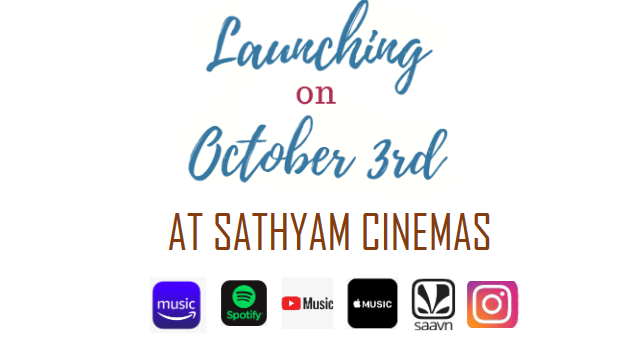 Launching
on
October 3rd
AT SATHYAM CINEMAS
music Spotify Music MUSIC saavn